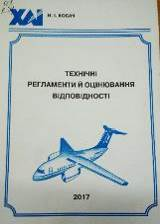 ХАІ
ТЕХНІЧНІ
РЕГЛАМЕНТИ Й ОЦІНЮВАННЯ
ВІДПОВІДНОСТІ
2017